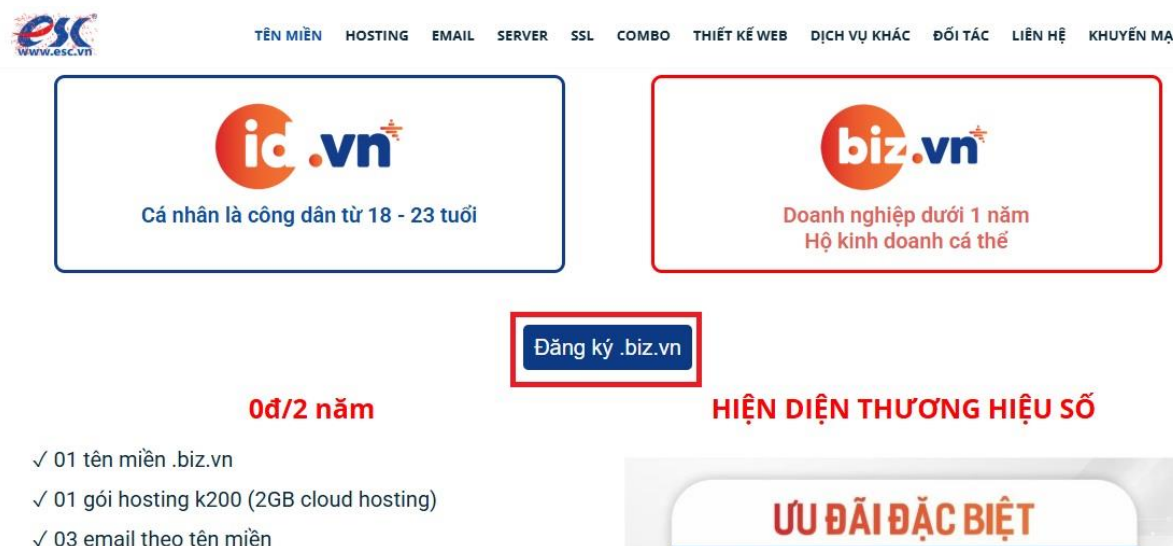 esc
www.esc.vn
TÊN MIỀN HOSTING EMAIL SERVER SSL COMBO THIẾT KẾ WEB DỊCH VỤ KHÁC ĐỐI TÁC LIÊN HỆ KHUYẾN MẠ
id.vn
Cá nhân là công dân từ 18 - 23 tuổi
biz.vn
Doanh nghiệp dưới 1 năm
Hộ kinh doanh cá thể
Đăng ký .biz.vn
0đ/2 năm
✓ 01 tên miền .biz.vn
✓ 01 gói hosting k200 (2GB cloud hosting)
✓ 03 email theo tên miền
HIỆN DIỆN THƯƠNG HIỆU SỐ
ƯU ĐÃI ĐẶC BIỆT